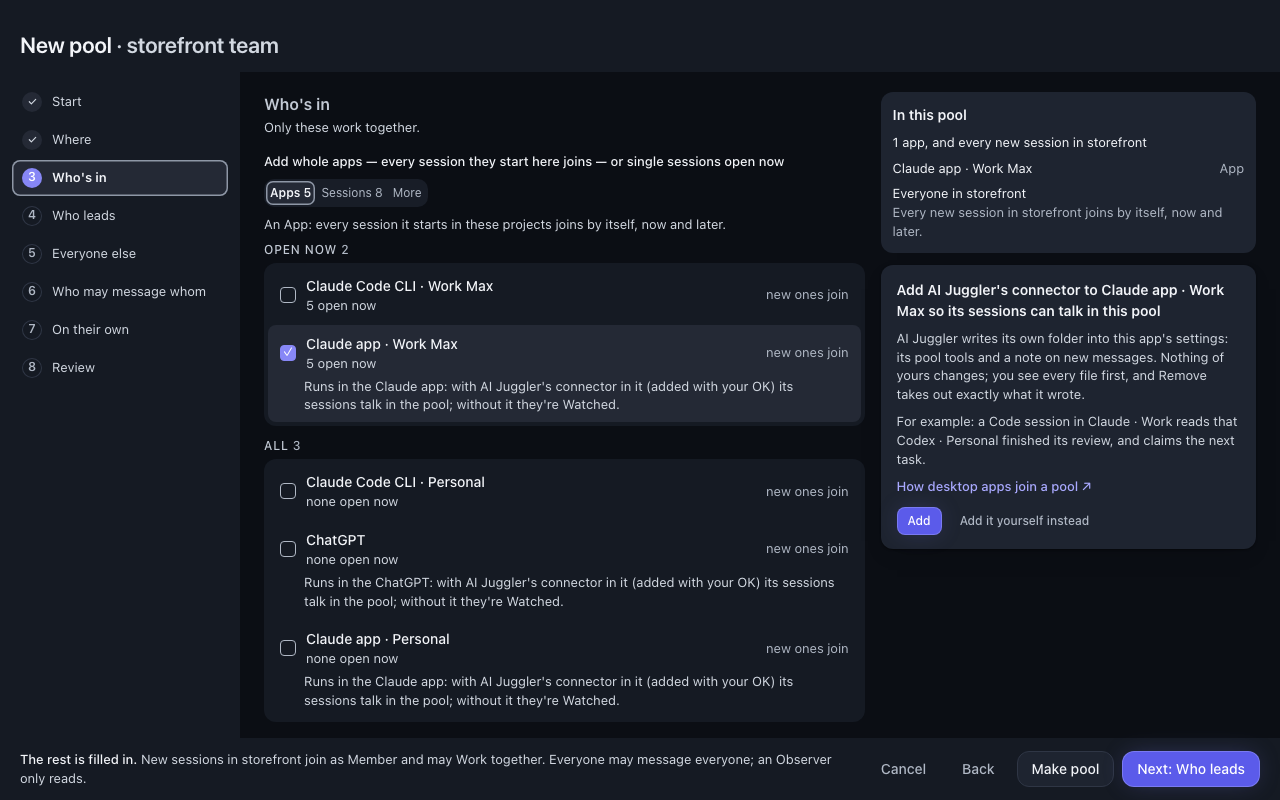 New pool · storefront team
Start
Where
3 Who's in
4 Who leads
5 Everyone else
6 Who may message whom
7 On their own
8 Review
Who's in
Only these work together.
Add whole apps — every session they start here joins — or single sessions open now
Apps 5 Sessions 8 More
An App: every session it starts in these projects joins by itself, now and later.
OPEN NOW 2
Claude Code CLI · Work Max
5 open now
new ones join
Claude app · Work Max
5 open now
new ones join
Runs in the Claude app: with AI Juggler's connector in it (added with your OK) its
sessions talk in the pool; without it they're Watched.
ALL 3
Claude Code CLI · Personal
none open now
new ones join
ChatGPT
none open now
new ones join
Runs in the ChatGPT: with AI Juggler's connector in it (added with your OK) its sessions
talk in the pool; without it they're Watched.
Claude app · Personal
none open now
new ones join
Runs in the Claude app: with AI Juggler's connector in it (added with your OK) its
sessions talk in the pool; without it they're Watched.
In this pool
1 app, and every new session in storefront
Claude app · Work Max App
Everyone in storefront
Every new session in storefront joins by itself, now and
later.
Add AI Juggler's connector to Claude app · Work
Max so its sessions can talk in this pool
AI Juggler writes its own folder into this app's settings:
its pool tools and a note on new messages. Nothing of
yours changes; you see every file first, and Remove
takes out exactly what it wrote.
For example: a Code session in Claude · Work reads that
Codex · Personal finished its review, and claims the next
task.
How desktop apps join a pool ↗
Add Add it yourself instead
The rest is filled in. New sessions in storefront join as Member and may Work together. Everyone may message everyone; an Observer
only reads.
Cancel Back Make pool Next: Who leads